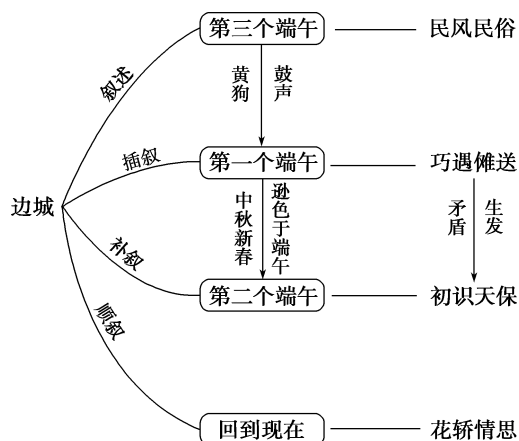 第三个端午
民风民俗
叙述
黄狗
鼓声
插叙
第一个端午
巧遇傩送
边城
中秋新春
逊色于端午
矛盾
生发
补叙
第二个端午
初识天保
顺叙
回到现在
花轿情思